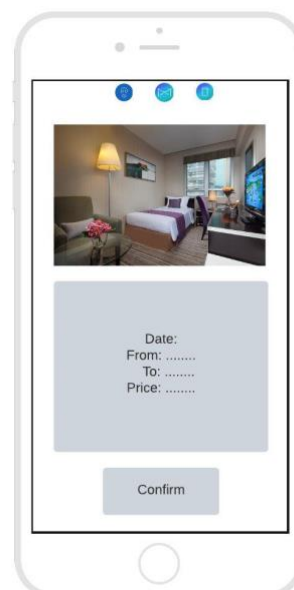 Date:
From: ........
To: ........
Price: ........
Confirm